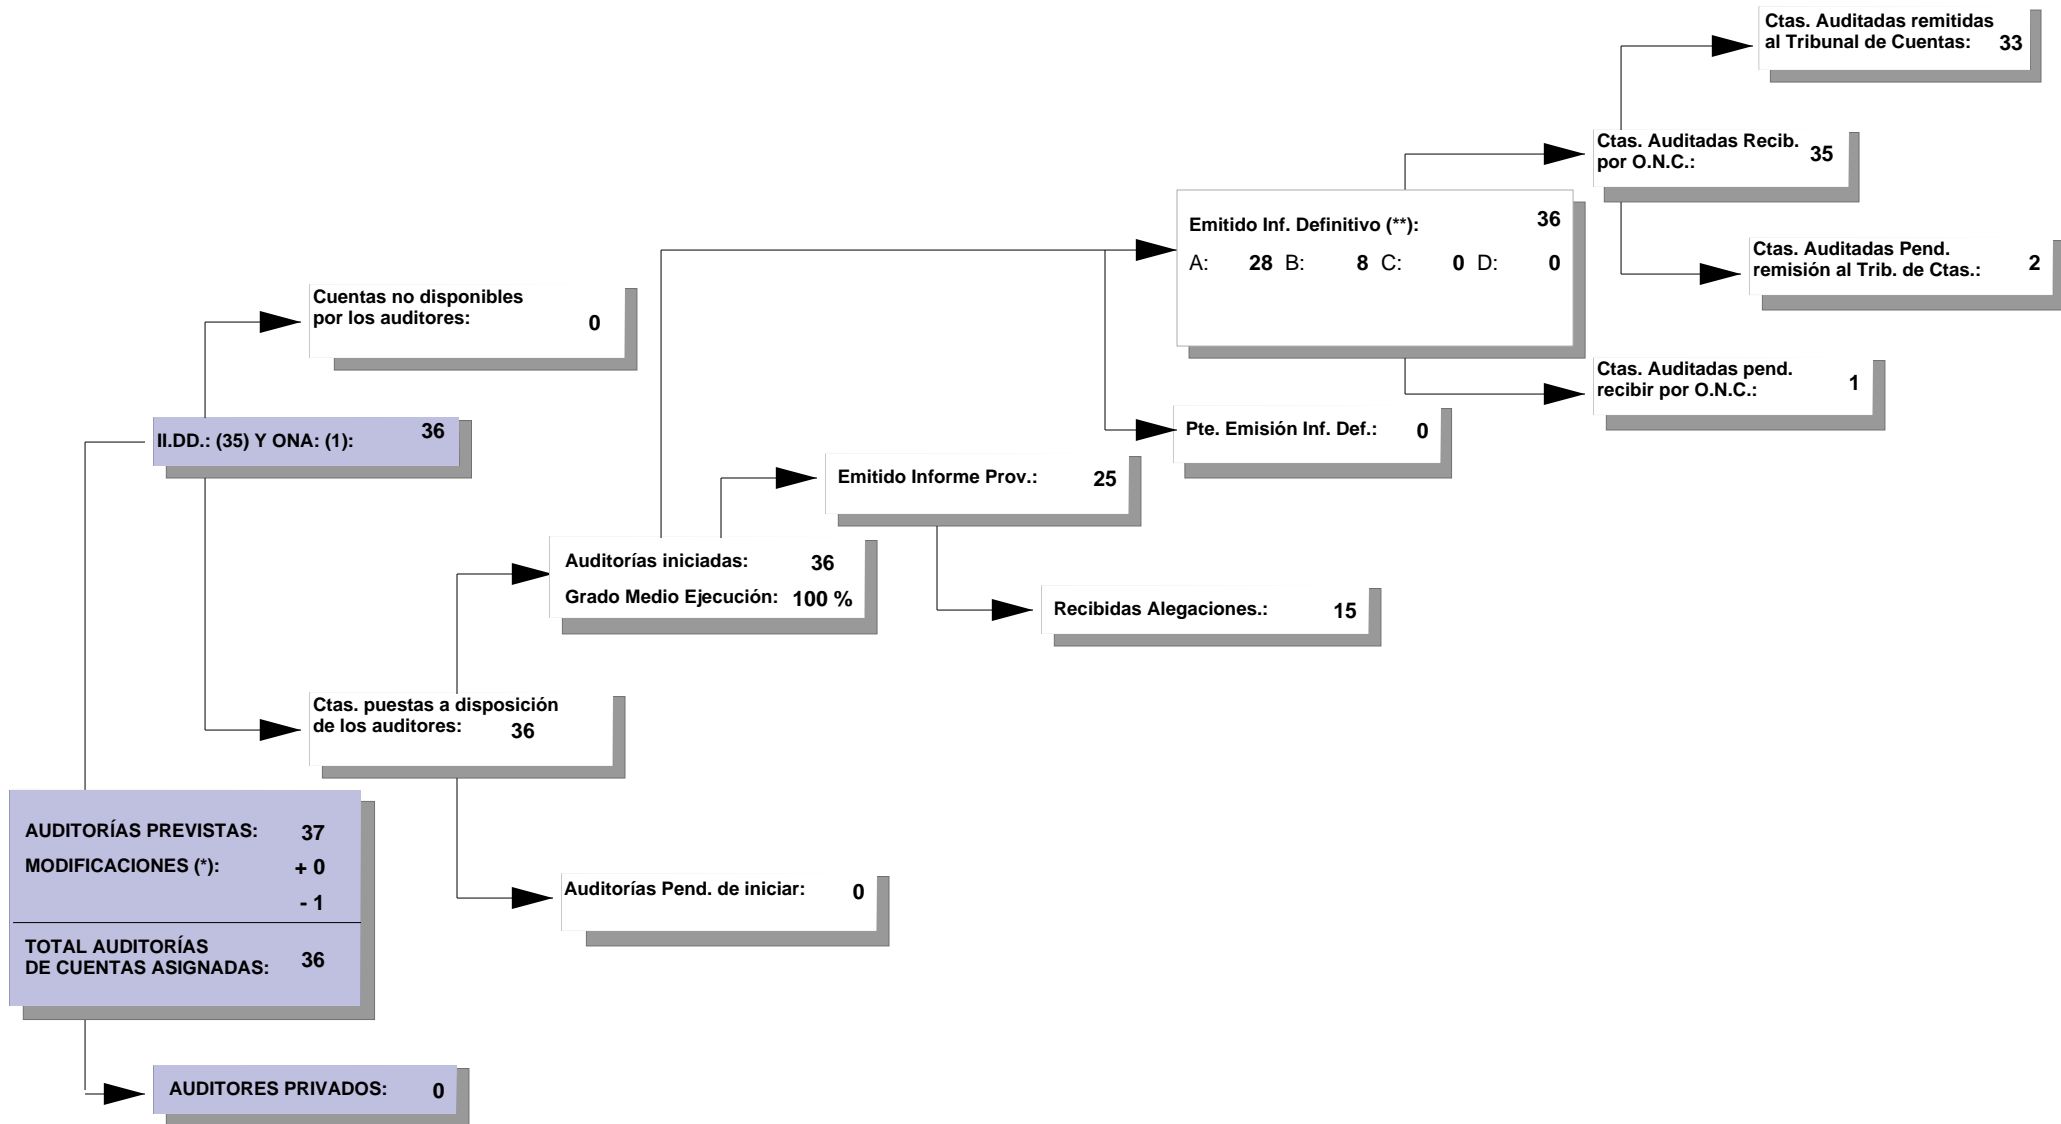 Ctas. Auditadas remitidas
al Tribunal de Cuentas: 33
Ctas. Auditadas Recib.
por O.N.C.: 35
Emitido Inf. Definitivo (**): 36
A: 28 B: 8 C: 0 D: 0
Ctas. Auditadas Pend.
remisión al Trib. de Ctas.: 2
Cuentas no disponibles
por los auditores: 0
Ctas. Auditadas pend.
recibir por O.N.C.: 1
II.DD.: (35) Y ONA: (1): 36
Pte. Emisión Inf. Def.: 0
Emitido Informe Prov.: 25
Auditorías iniciadas: 36
Grado Medio Ejecución: 100 %
Recibidas Alegaciones.: 15
Ctas. puestas a disposición
de los auditores: 36
AUDITORÍAS PREVISTAS: 37
MODIFICACIONES (*): + 0
- 1
TOTAL AUDITORÍAS
DE CUENTAS ASIGNADAS: 36
Auditorías Pend. de iniciar: 0
AUDITORES PRIVADOS: 0